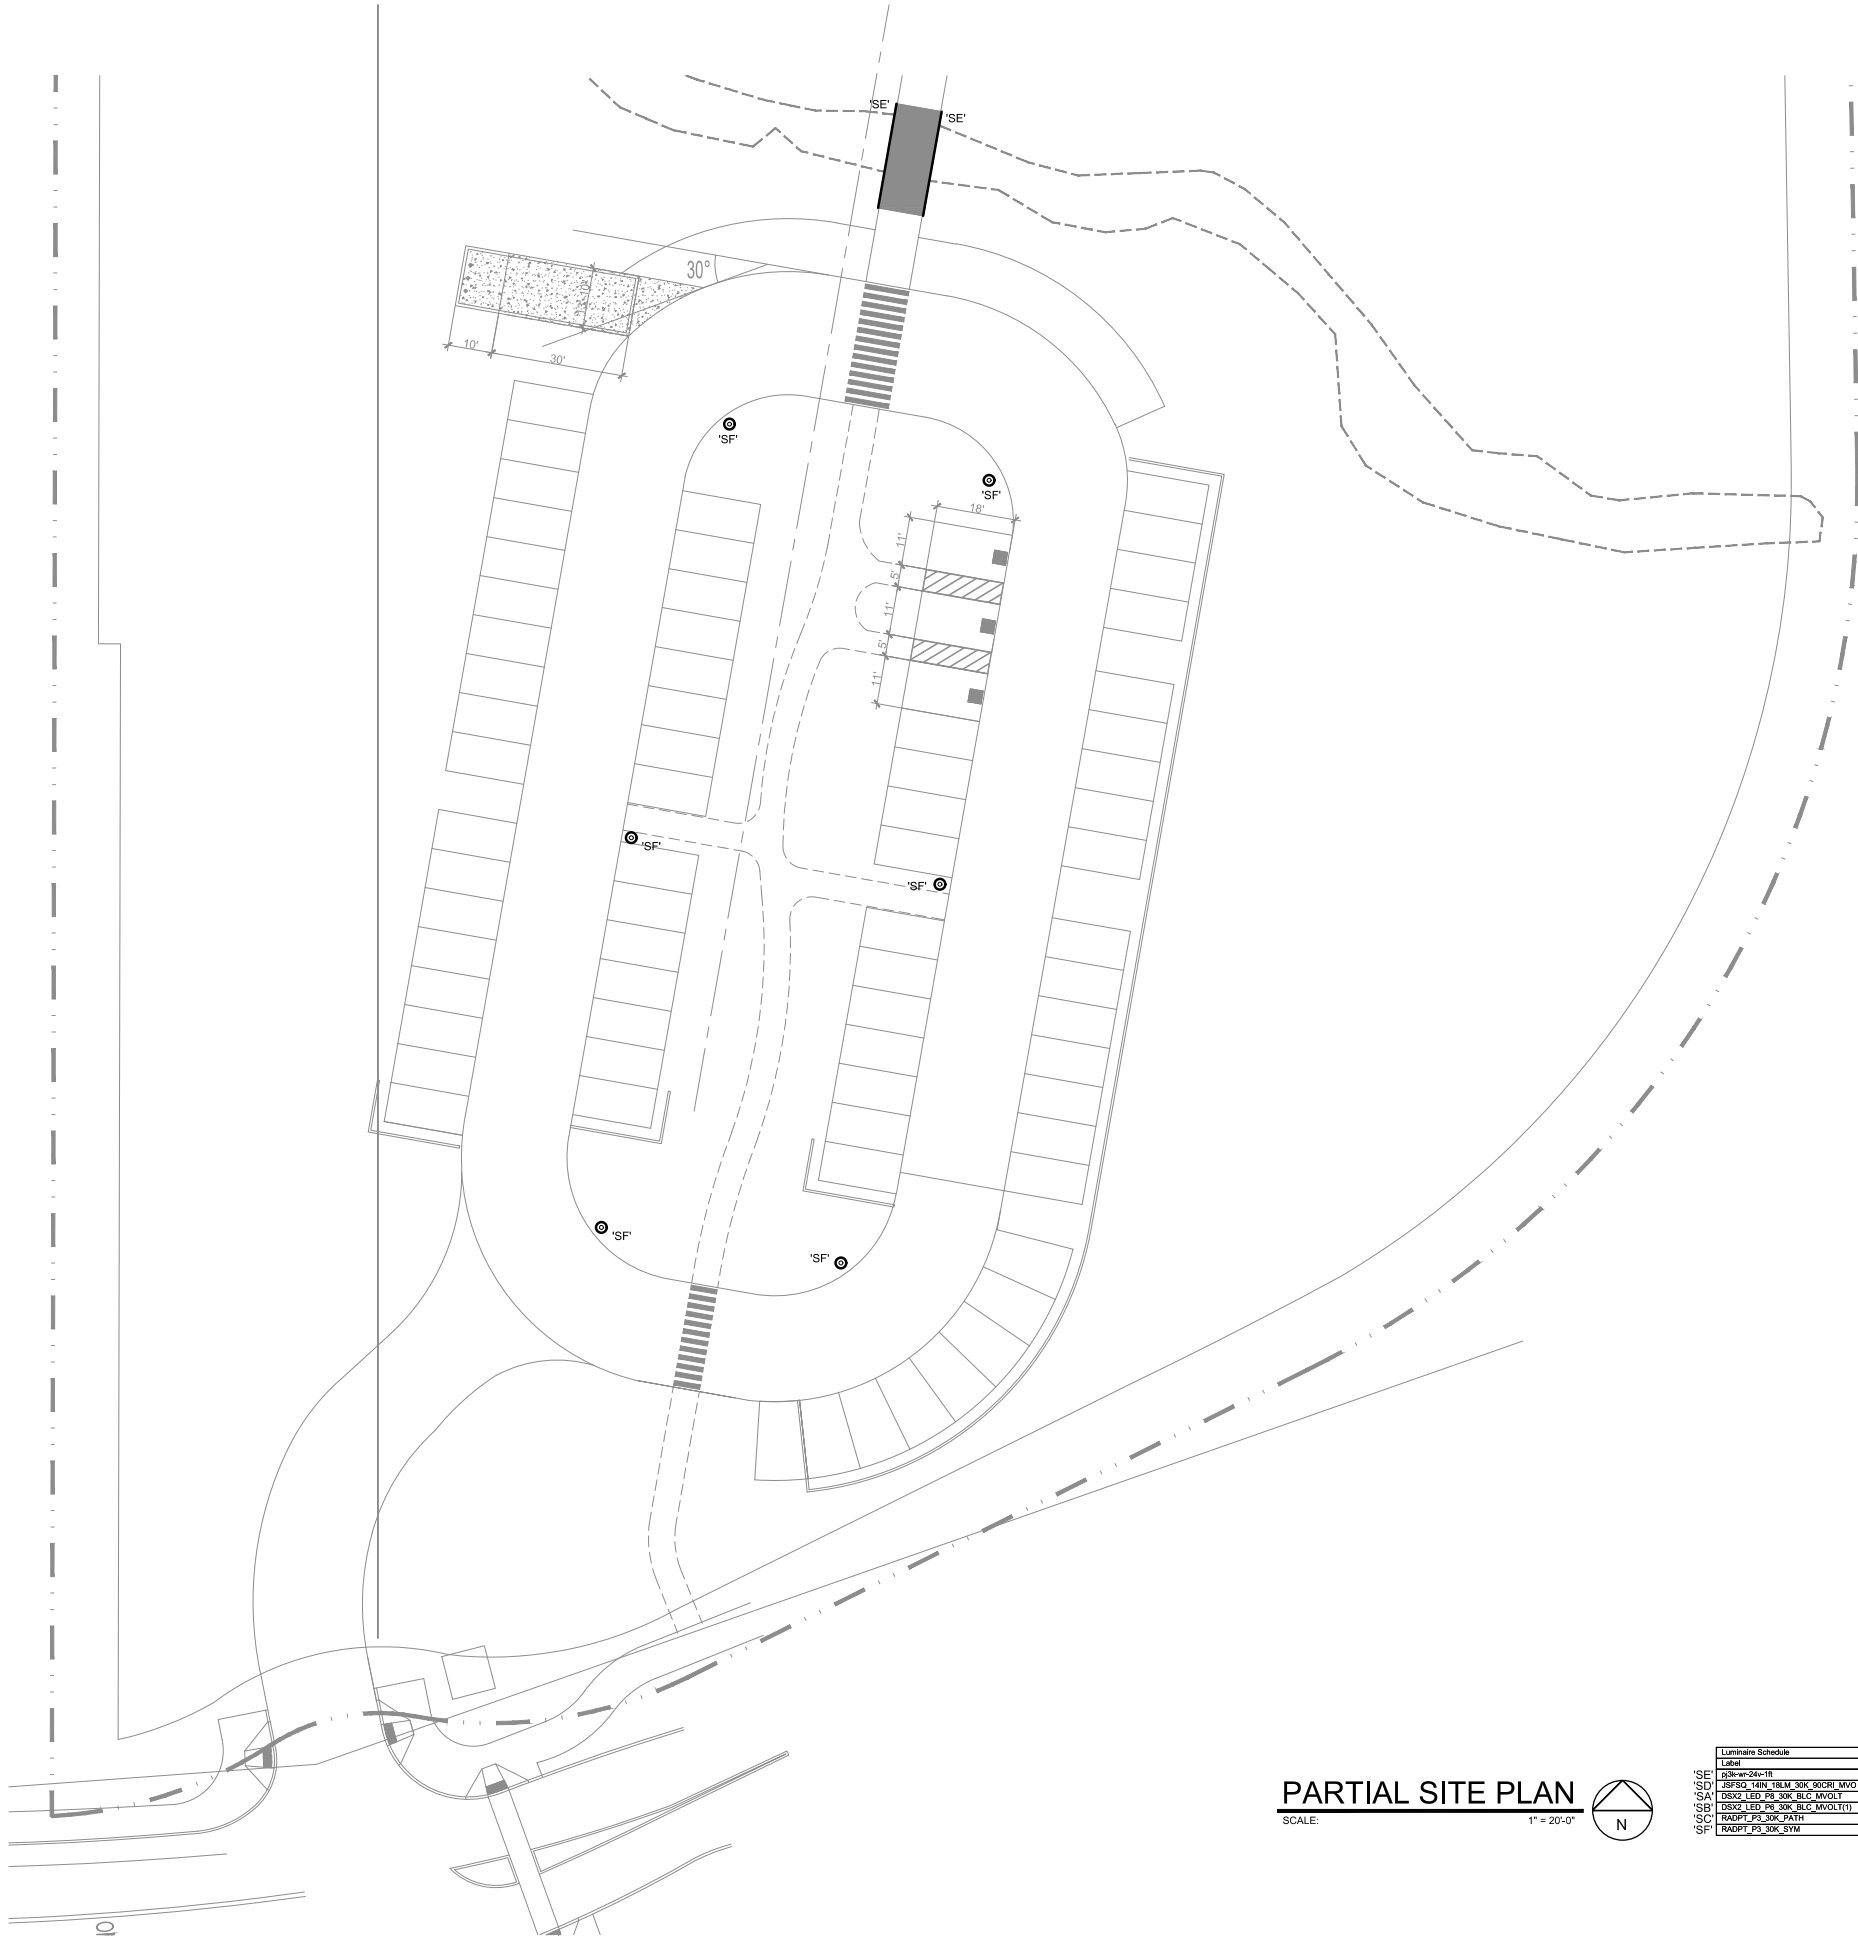 'SE'
'SE'
30°
10'
30'
'SF'
'SF'
18'
11'
5'
11'
5'
11'
'SF'
'SF'
'SF'
'SF'
PARTIAL SITE PLAN
SCALE: 1" = 20'-0"
N
Luminaire Schedule
Label
'SE' pj3k-wr-24v-1ft
'SD' JSFSQ_14IN_18LM_30K_90CRI_MVO
'SA' DSX2_LED_P8_30K_BLC_MVOLT
'SB' DSX2_LED_P6_30K_BLC_MVOLT(1)
'SC' RADPT_P3_30K_PATH
'SF' RADPT_P3_30K_SYM